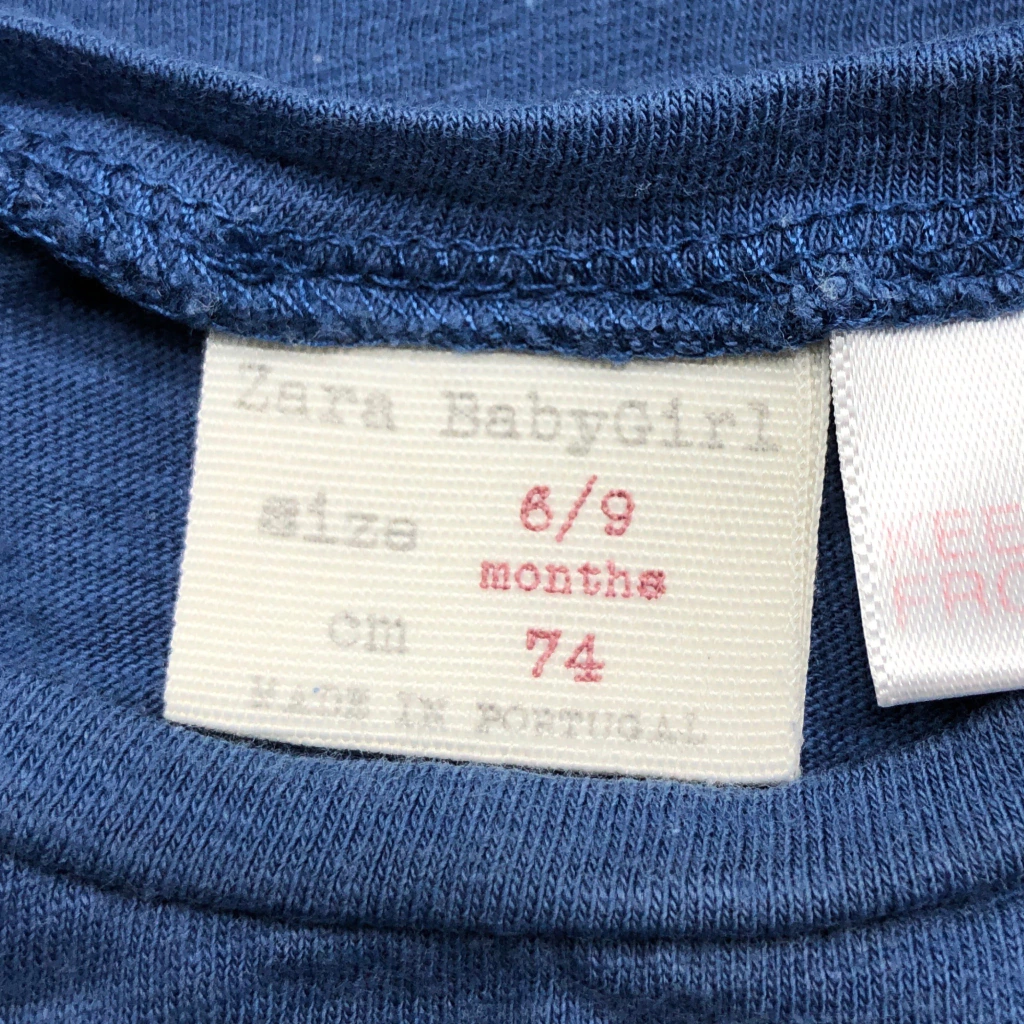 Zara BabyGirl
size 6/9
months
cm 74
MADE IN PORTUGAL